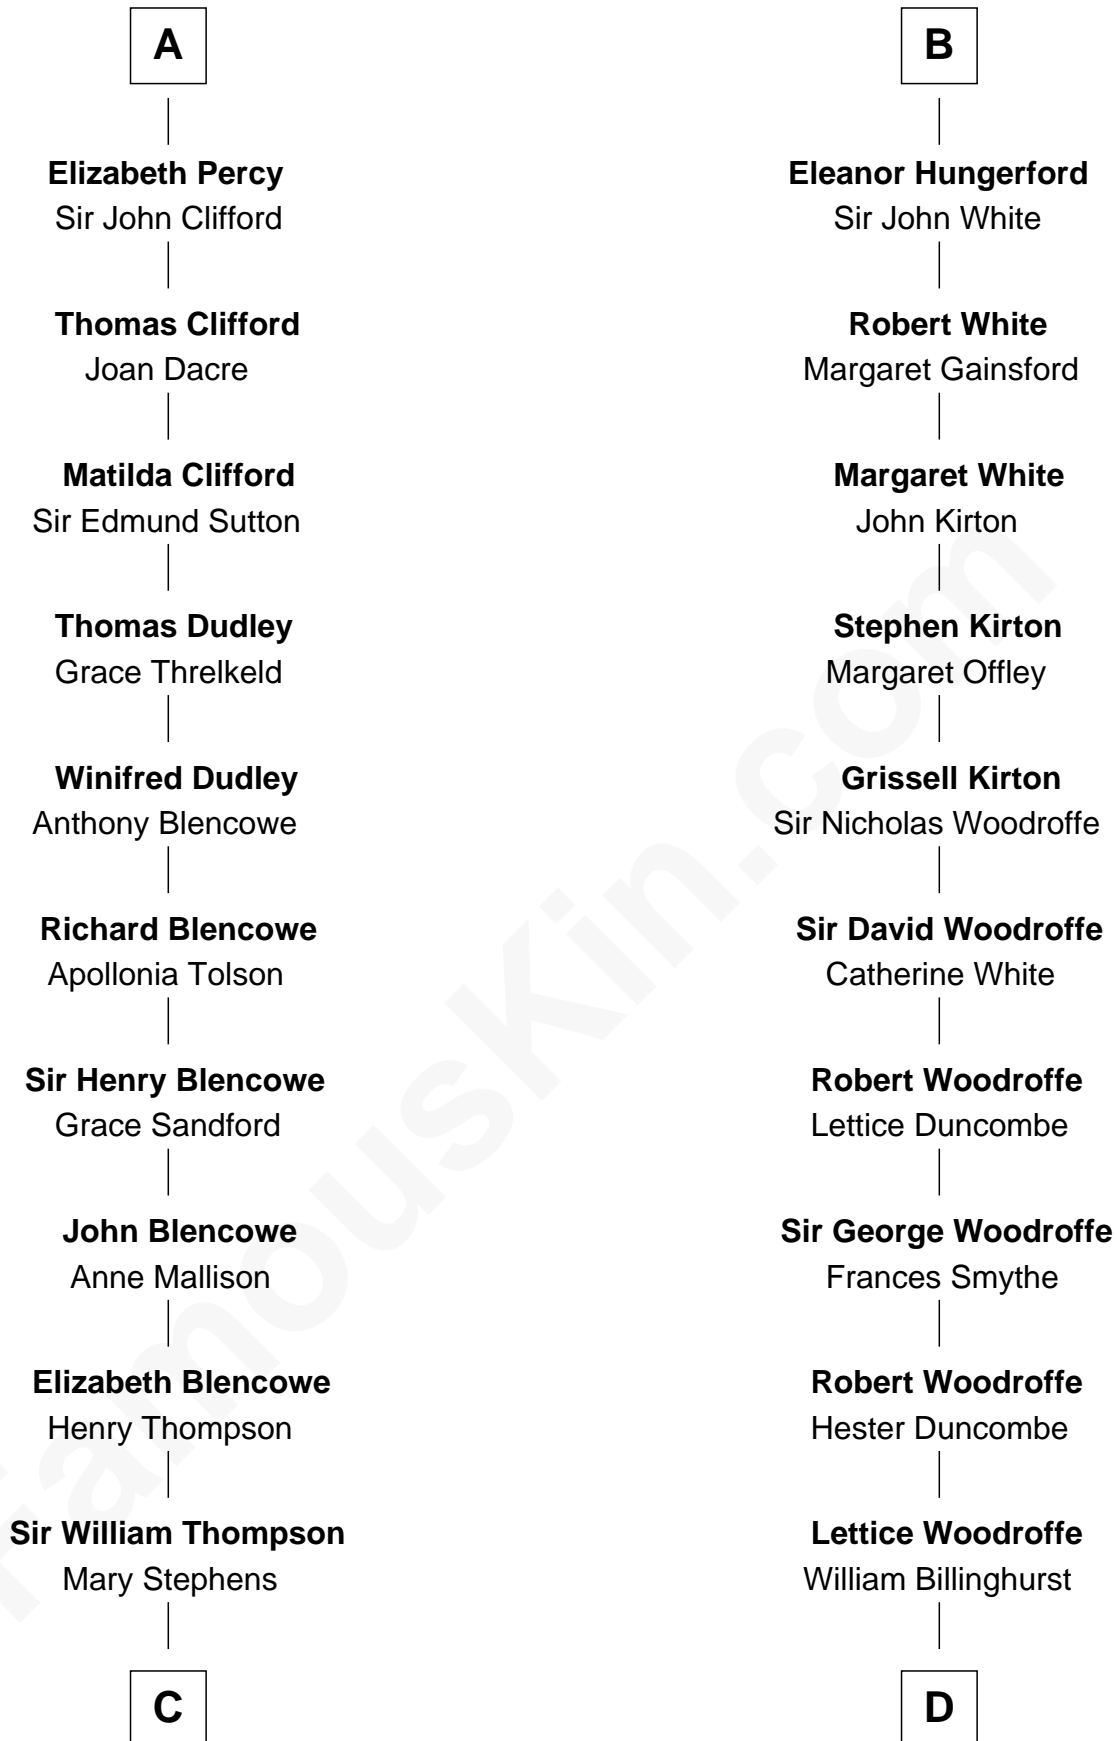 A
Elizabeth Percy
Sir John Clifford
Thomas Clifford
Joan Dacre
Matilda Clifford
Sir Edmund Sutton
Thomas Dudley
Grace Threlkeld
Winifred Dudley
Anthony Blencowe
Richard Blencowe
Apollonia Tolson
Sir Henry Blencowe
Grace Sandford
John Blencowe
Anne Mallison
Elizabeth Blencowe
Henry Thompson
Sir William Thompson
Mary Stephens
C
B
Eleanor Hungerford
Sir John White
Robert White
Margaret Gainsford
Margaret White
John Kirton
Stephen Kirton
Margaret Offley
Grissell Kirton
Sir Nicholas Woodroffe
Sir David Woodroffe
Catherine White
Robert Woodroffe
Lettice Duncombe
Sir George Woodroffe
Frances Smythe
Robert Woodroffe
Hester Duncombe
Lettice Woodroffe
William Billinghurst
D
FamousKin.com